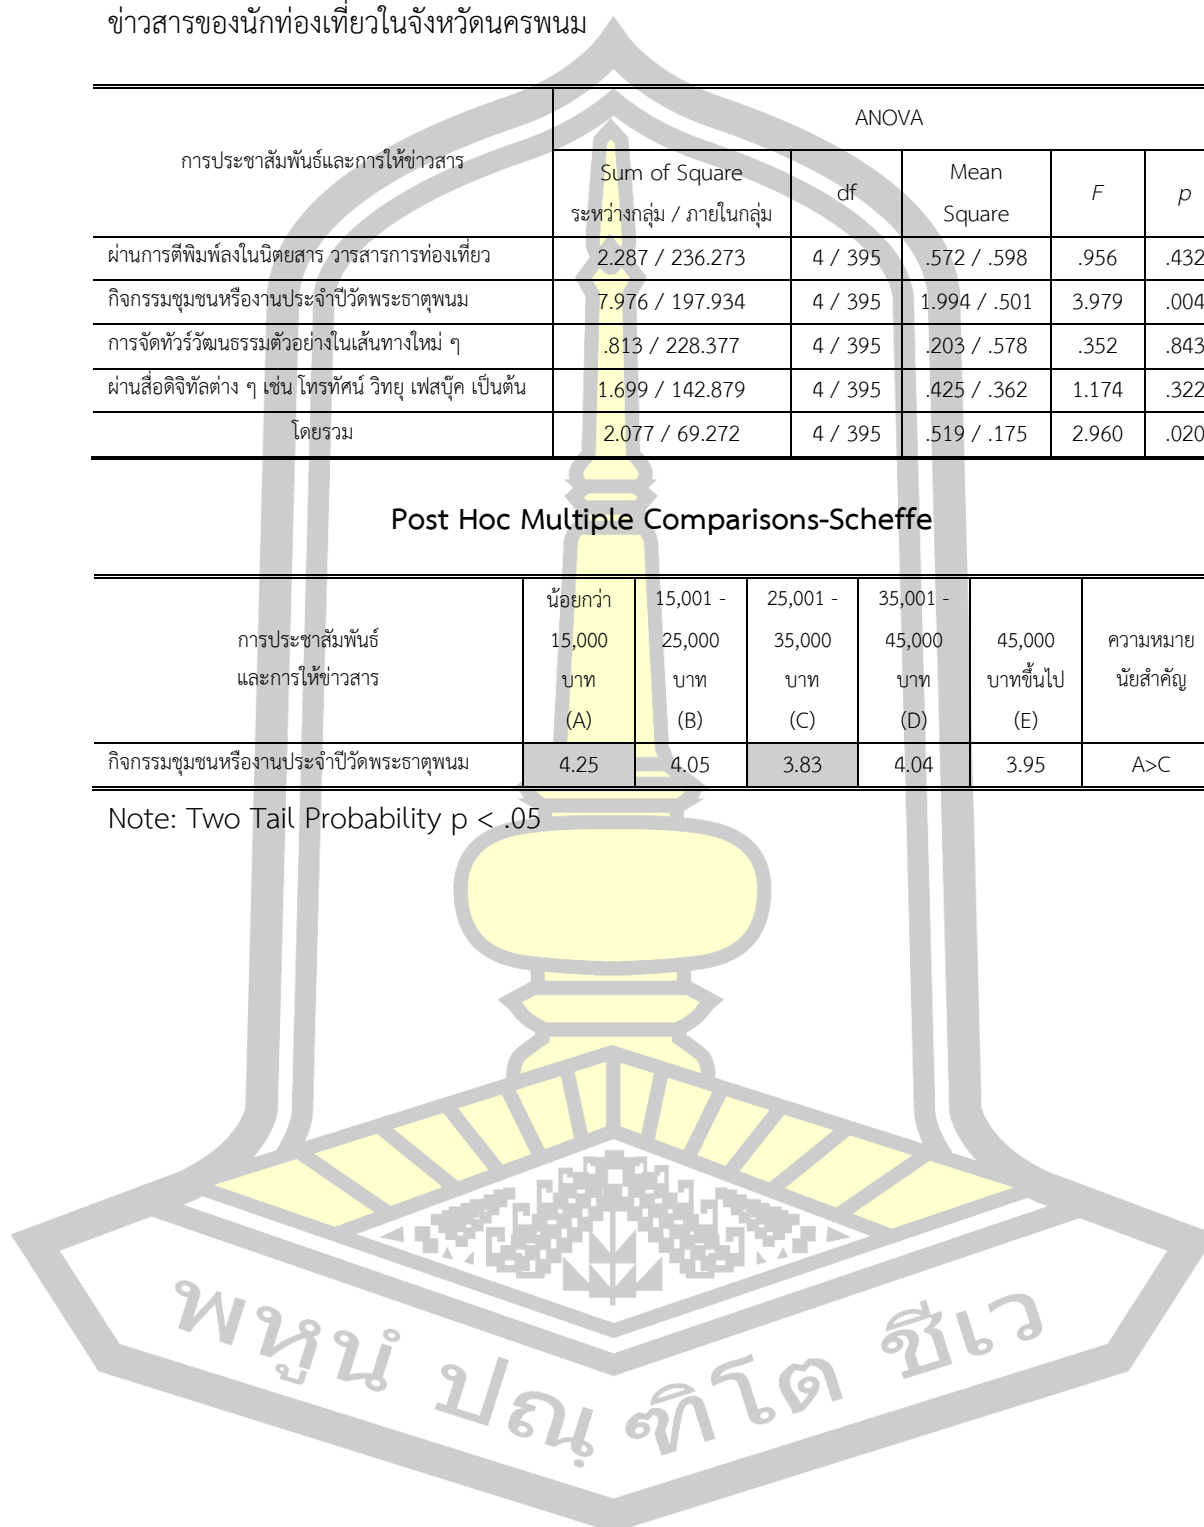 ข่าวสารของนักท่องเที่ยวในจังหวัดนครพนม
การประชาสัมพันธ์และการให้ข่าวสาร ANOVA
Sum of Square ระหว่างกลุ่ม / ภายในกลุ่ม df Mean Square F p
ผ่านการตีพิมพ์ลงในนิตยสาร วารสารการท่องเที่ยว 2.287 / 236.273 4 / 395 .572 / .598 .956 .432
กิจกรรมชุมชนหรืองานประจำปีวัดพระธาตุพนม 7.976 / 197.934 4 / 395 1.994 / .501 3.979 .004
การจัดทัวร์วัฒนธรรมตัวอย่างในเส้นทางใหม่ ๆ .813 / 228.377 4 / 395 .203 / .578 .352 .843
ผ่านสื่อดิจิทัลต่าง ๆ เช่น โทรทัศน์ วิทยุ เฟสบุ๊ค เป็นต้น 1.699 / 142.879 4 / 395 .425 / .362 1.174 .322
โดยรวม 2.077 / 69.272 4 / 395 .519 / .175 2.960 .020
Post Hoc Multiple Comparisons-Scheffe
การประชาสัมพันธ์ และการให้ข่าวสาร น้อยกว่า 15,000 บาท (A) 15,001 - 25,000 บาท (B) 25,001 - 35,000 บาท (C) 35,001 - 45,000 บาท (D) 45,000 บาทขึ้นไป (E) ความหมาย นัยสำคัญ
กิจกรรมชุมชนหรืองานประจำปีวัดพระธาตุพนม 4.25 4.05 3.83 4.04 3.95 A>C
Note: Two Tail Probability p < .05
พหูนํ ปณฺฑิโต ชีเว